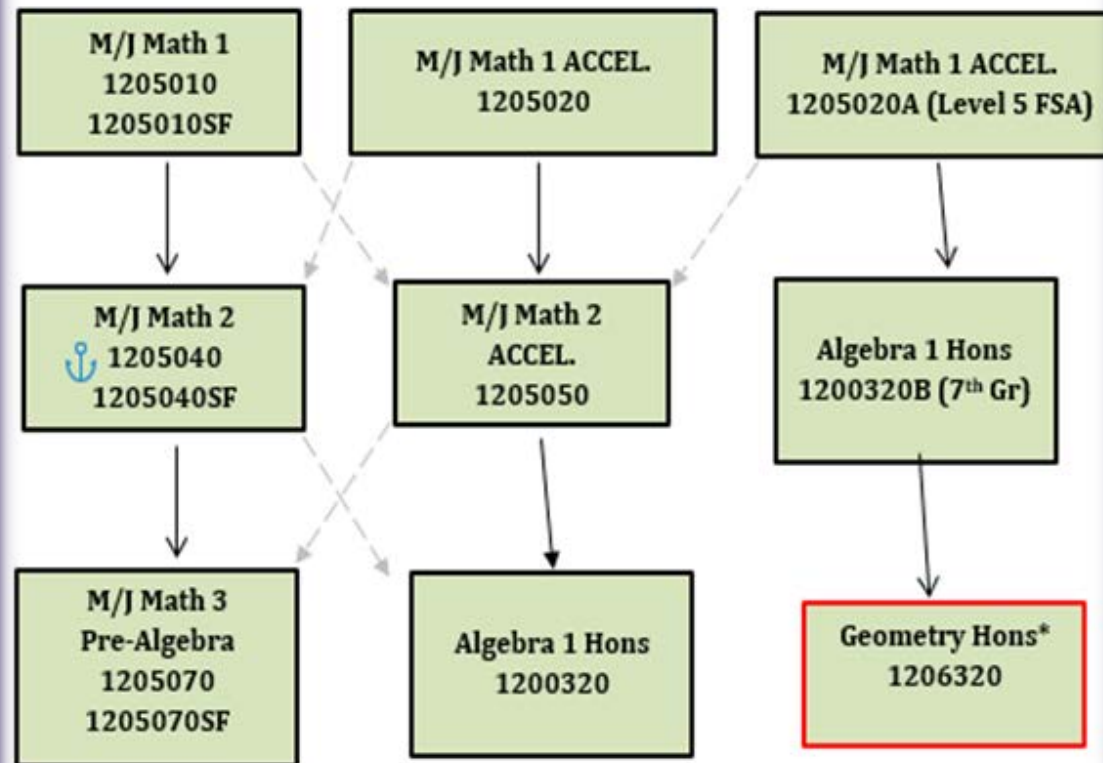 M/J Math 1
1205010
1205010SF
M/J Math 1 ACCEL.
1205020
M/J Math 1 ACCEL.
1205020A (Level 5 FSA)
M/J Math 2
1205040
1205040SF
M/J Math 2
ACCEL.
1205050
Algebra 1 Hons
1200320B (7th Gr)
M/J Math 3
Pre-Algebra
1205070
1205070SF
Algebra 1 Hons
1200320
Geometry Hons*
1206320